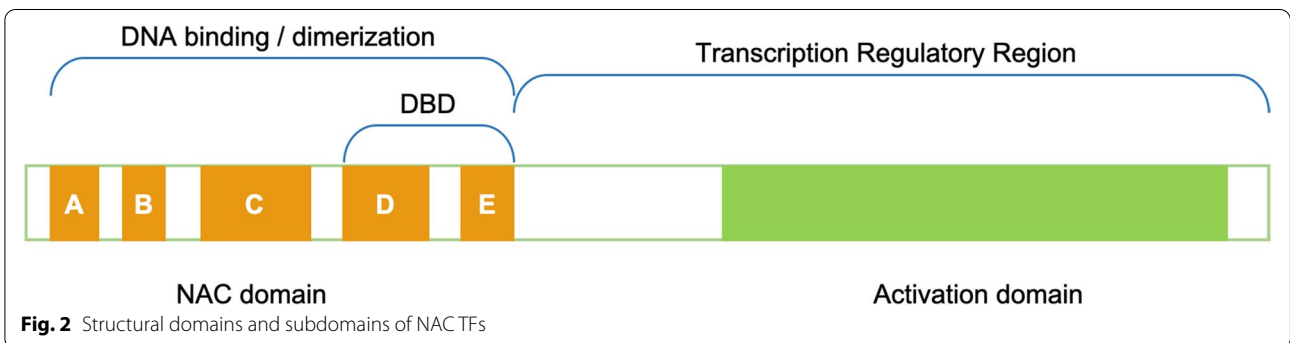 DNA binding / dimerization
Transcription Regulatory Region
DBD
A B C D E
NAC domain
Activation domain
Fig. 2 Structural domains and subdomains of NAC TFs